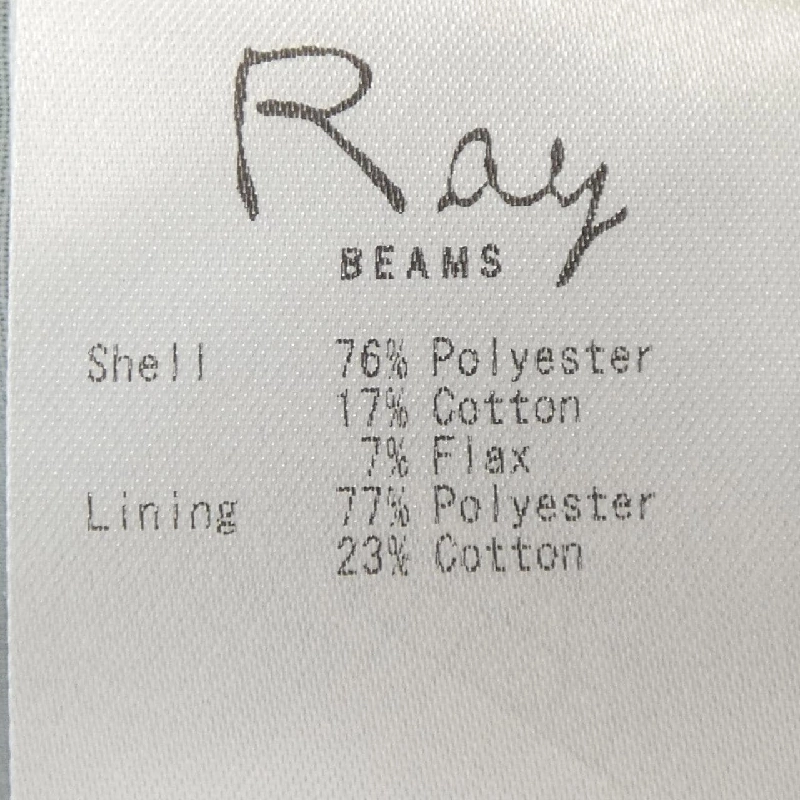 Ray
BEAMS
Shell 76% Polyester
17% Cotton
7% Flax
Lining 77% Polyester
23% Cotton